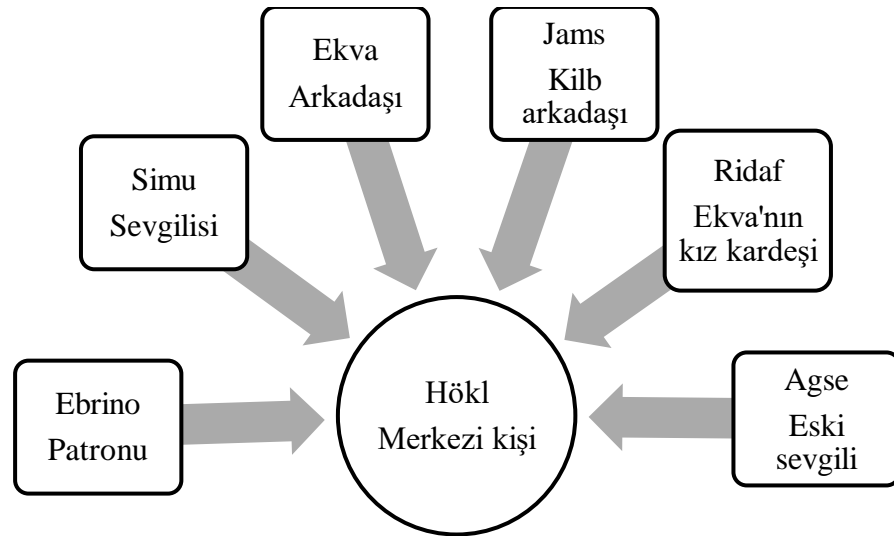 Ekva
Arkadaşı
Jams
Kilb
arkadaşı
Simu
Sevgilisi
Ridaf
Ekva'nın
kız kardeşi
Ebrino
Patronu
Hökl
Merkezi kişi
Agse
Eski
sevgili